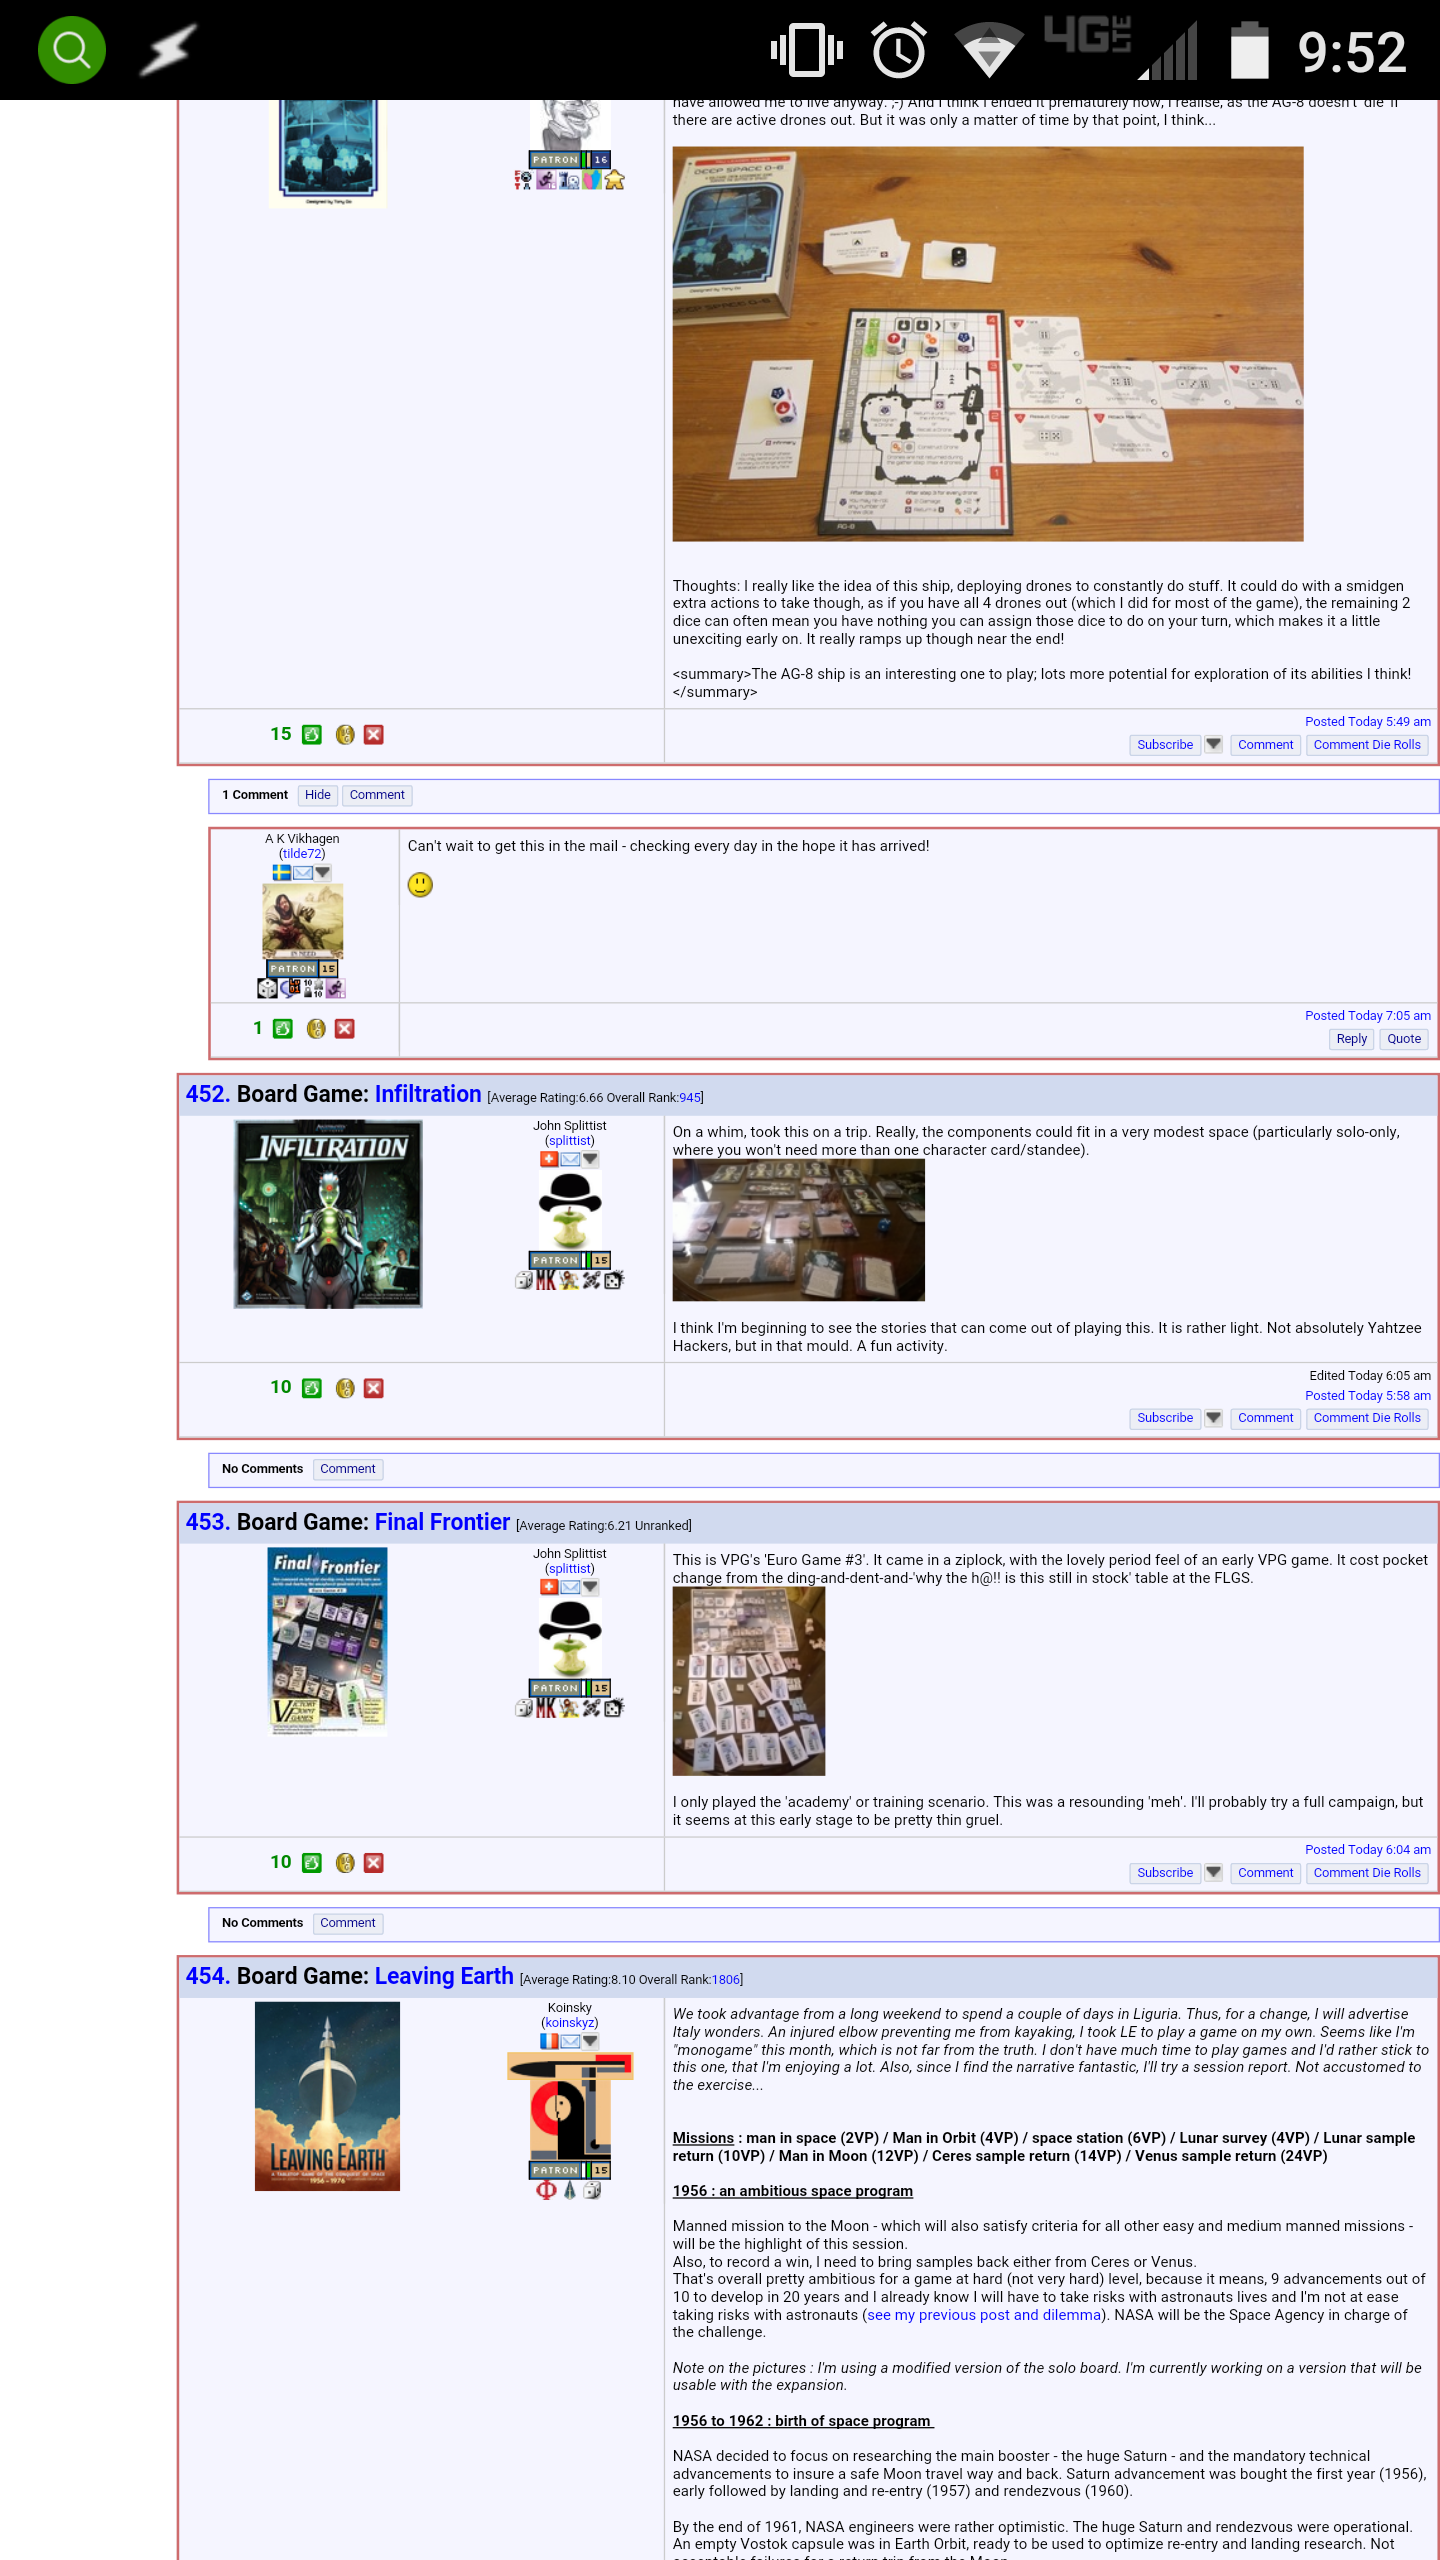 4G LTE 9:52
there are active drones out. But it was only a matter of time by that point, I think...
Designed by Tony Go
PATRON 16
DEEP SPACE D-6
Designed by Tony Go
Returned
Infirmary
AG-8
Thoughts: I really like the idea of this ship, deploying drones to constantly do stuff. It could do with a smidgen
extra actions to take though, as if you have all 4 drones out (which I did for most of the game), the remaining 2
dice can often mean you have nothing you can assign those dice to do on your turn, which makes it a little
unexciting early on. It really ramps up though near the end!
<summary>The AG-8 ship is an interesting one to play; lots more potential for exploration of its abilities I think!
</summary>
15
Posted Today 5:49 am
Subscribe Comment Comment Die Rolls
1 Comment Hide Comment
A K Vikhagen
(tilde72)
PATRON 15
Can't wait to get this in the mail - checking every day in the hope it has arrived!
1
Posted Today 7:05 am
Reply Quote
452. Board Game: Infiltration [Average Rating:6.66 Overall Rank:945]
INFILTRATION
John Splittist
(splittist)
PATRON 15
MK
On a whim, took this on a trip. Really, the components could fit in a very modest space (particularly solo-only,
where you won't need more than one character card/standee).
I think I'm beginning to see the stories that can come out of playing this. It is rather light. Not absolutely Yahtzee
Hackers, but in that mould. A fun activity.
10
Edited Today 6:05 am
Posted Today 5:58 am
Subscribe Comment Comment Die Rolls
No Comments Comment
453. Board Game: Final Frontier [Average Rating:6.21 Unranked]
Final Frontier
VICTORY POINT GAMES
John Splittist
(splittist)
PATRON 15
MK
This is VPG's 'Euro Game #3'. It came in a ziplock, with the lovely period feel of an early VPG game. It cost pocket
change from the ding-and-dent-and-'why the h@!! is this still in stock' table at the FLGS.
I only played the 'academy' or training scenario. This was a resounding 'meh'. I'll probably try a full campaign, but
it seems at this early stage to be pretty thin gruel.
10
Posted Today 6:04 am
Subscribe Comment Comment Die Rolls
No Comments Comment
454. Board Game: Leaving Earth [Average Rating:8.10 Overall Rank:1806]
LEAVING EARTH
A TABLETOP GAME OF THE CONQUEST OF SPACE
1956–1976
Koinsky
(koinskyz)
PATRON 15
We took advantage from a long weekend to spend a couple of days in Liguria. Thus, for a change, I will advertise
Italy wonders. An injured elbow preventing me from kayaking, I took LE to play a game on my own. Seems like I'm
"monogame" this month, which is not far from the truth. I don't have much time to play games and I'd rather stick to
this one, that I'm enjoying a lot. Also, since I find the narrative fantastic, I'll try a session report. Not accustomed to
the exercise...
Missions : man in space (2VP) / Man in Orbit (4VP) / space station (6VP) / Lunar survey (4VP) / Lunar sample
return (10VP) / Man in Moon (12VP) / Ceres sample return (14VP) / Venus sample return (24VP)
1956 : an ambitious space program
Manned mission to the Moon - which will also satisfy criteria for all other easy and medium manned missions -
will be the highlight of this session.
Also, to record a win, I need to bring samples back either from Ceres or Venus.
That's overall pretty ambitious for a game at hard (not very hard) level, because it means, 9 advancements out of
10 to develop in 20 years and I already know I will have to take risks with astronauts lives and I'm not at ease
taking risks with astronauts (see my previous post and dilemma). NASA will be the Space Agency in charge of
the challenge.
Note on the pictures : I'm using a modified version of the solo board. I'm currently working on a version that will be
usable with the expansion.
1956 to 1962 : birth of space program
NASA decided to focus on researching the main booster - the huge Saturn - and the mandatory technical
advancements to insure a safe Moon travel way and back. Saturn advancement was bought the first year (1956),
early followed by landing and re-entry (1957) and rendezvous (1960).
By the end of 1961, NASA engineers were rather optimistic. The huge Saturn and rendezvous were operational.
An empty Vostok capsule was in Earth Orbit, ready to be used to optimize re-entry and landing research. Not